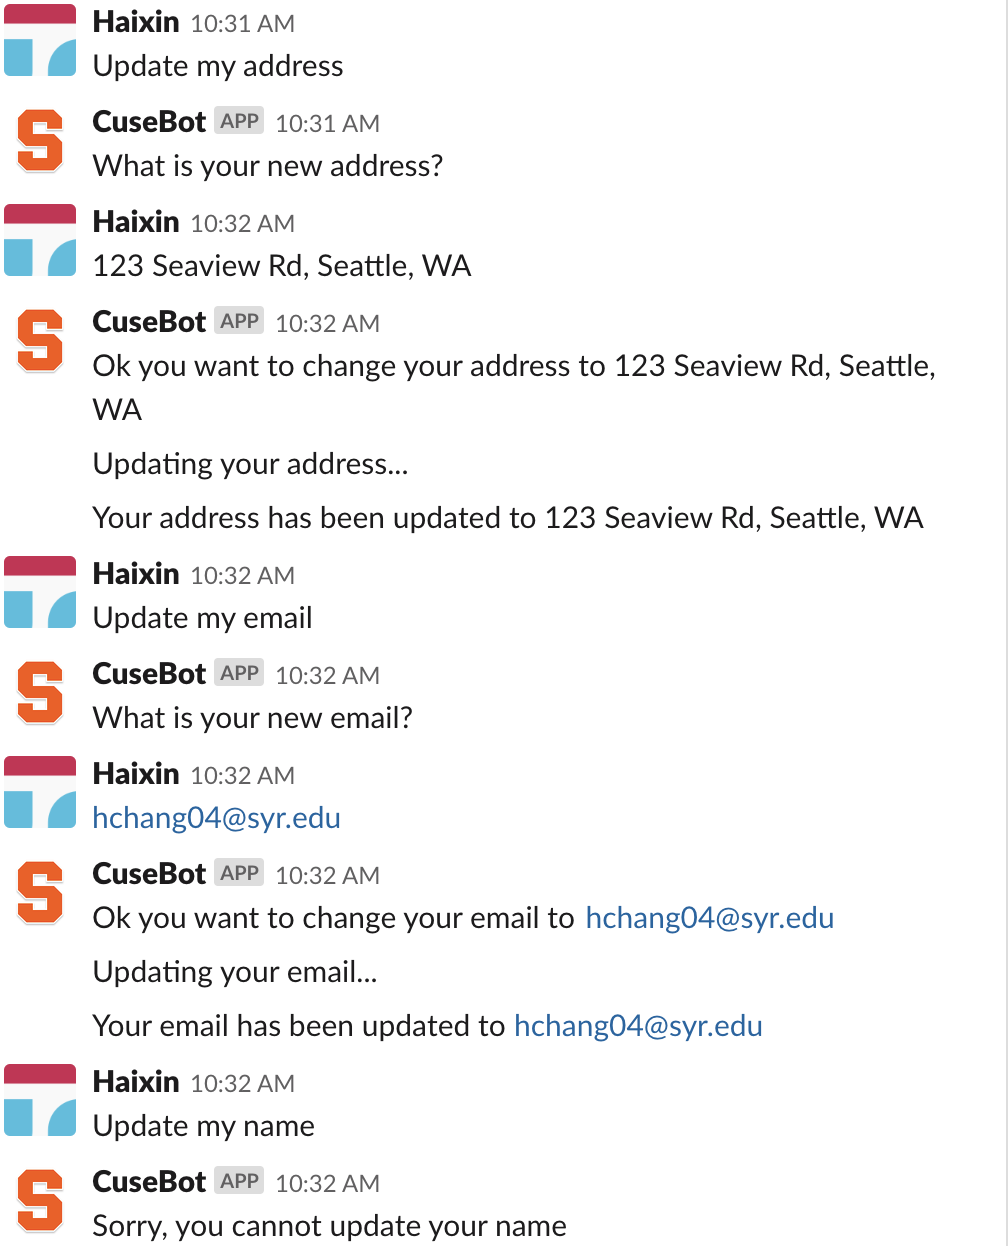 Haixin 10:31 AM
Update my address
S
CuseBot APP 10:31 AM
What is your new address?
Haixin 10:32 AM
123 Seaview Rd, Seattle, WA
S
CuseBot APP 10:32 AM
Ok you want to change your address to 123 Seaview Rd, Seattle,
WA
Updating your address...
Your address has been updated to 123 Seaview Rd, Seattle, WA
Haixin 10:32 AM
Update my email
S
CuseBot APP 10:32 AM
What is your new email?
Haixin 10:32 AM
hchang04@syr.edu
S
CuseBot APP 10:32 AM
Ok you want to change your email to hchang04@syr.edu
Updating your email...
Your email has been updated to hchang04@syr.edu
Haixin 10:32 AM
Update my name
S
CuseBot APP 10:32 AM
Sorry, you cannot update your name